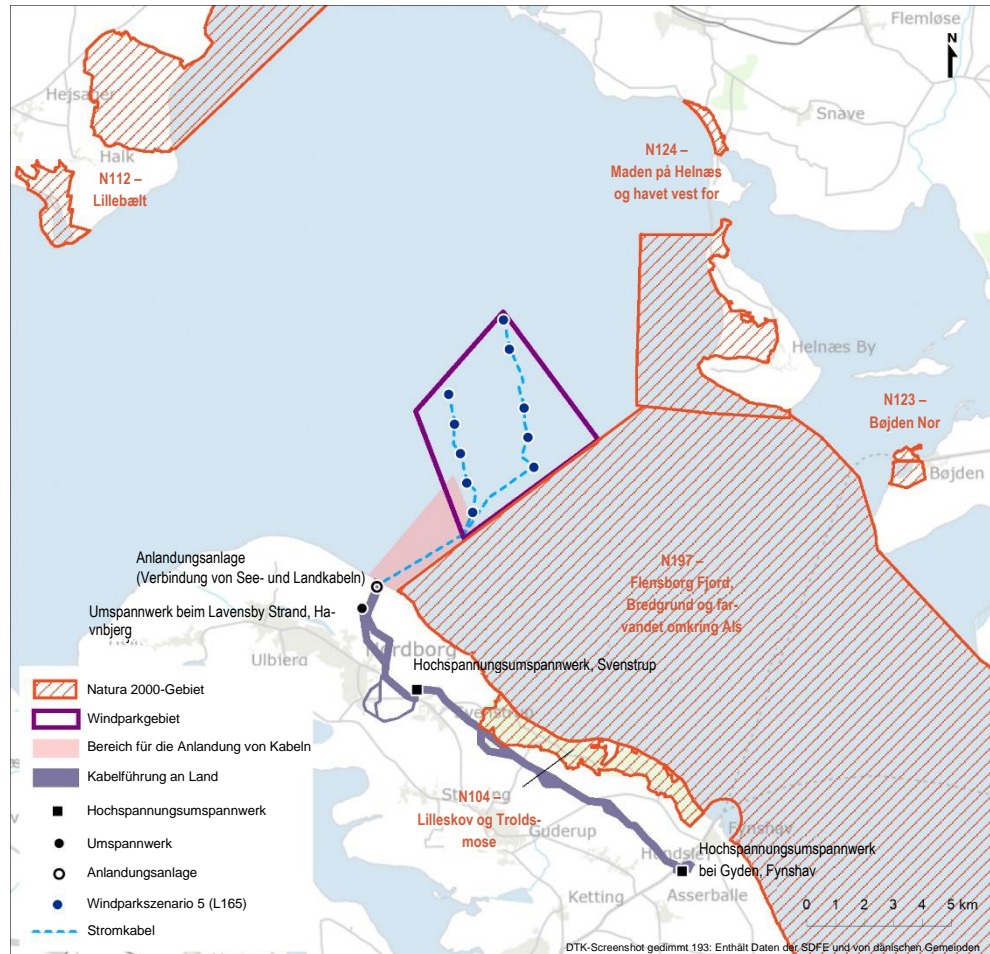 Flemløse
N
Hejsager
Snave
Halk
N112 –
Lillebælt
N124 –
Maden på Helnæs
og havet vest for
Helnæs By
N123 –
Bøjden Nor
Bøjden
Anlandungsanlage
(Verbindung von See- und Landkabeln)
N197 –
Flensborg Fjord,
Bredgrund og far-
vandet omkring Als
Umspannwerk beim Lavensby Strand, Ha-
vnbjerg
Nordborg
Ulbjerg
Hochspannungsumspannwerk, Svenstrup
Svenstrup
Natura 2000-Gebiet
Windparkgebiet
Bereich für die Anlandung von Kabeln
Kabelführung an Land
Hochspannungsumspannwerk
Umspannwerk
Anlandungsanlage
Windparkszenario 5 (L165)
Stromkabel
N104 –
Lilleskov og Trolds-
mose
Guderup
Fynshav
Hundslev
Hochspannungsumspannwerk
bei Gyden, Fynshav
Ketting
Asserballe
0 1 2 3 4 5 km
DTK-Screenshot gedimmt 193: Enthält Daten der SDFE und von dänischen Gemeinden